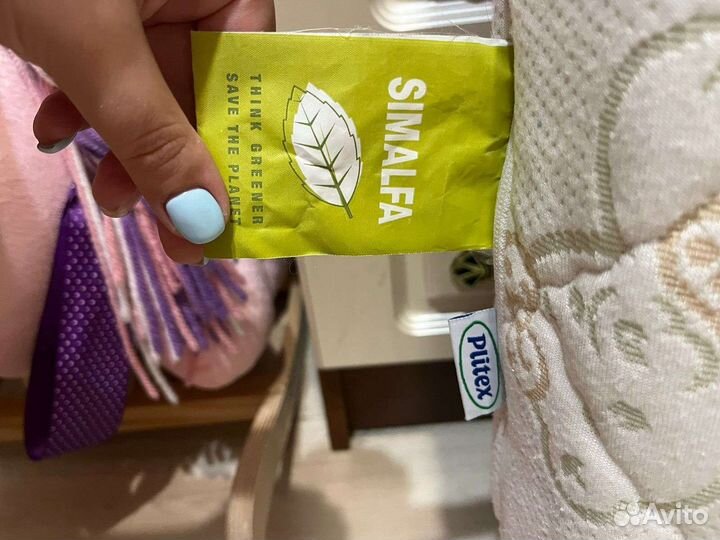 SIMALFA
THINK GREENER
SAVE THE PLANET
Plitex
Avito